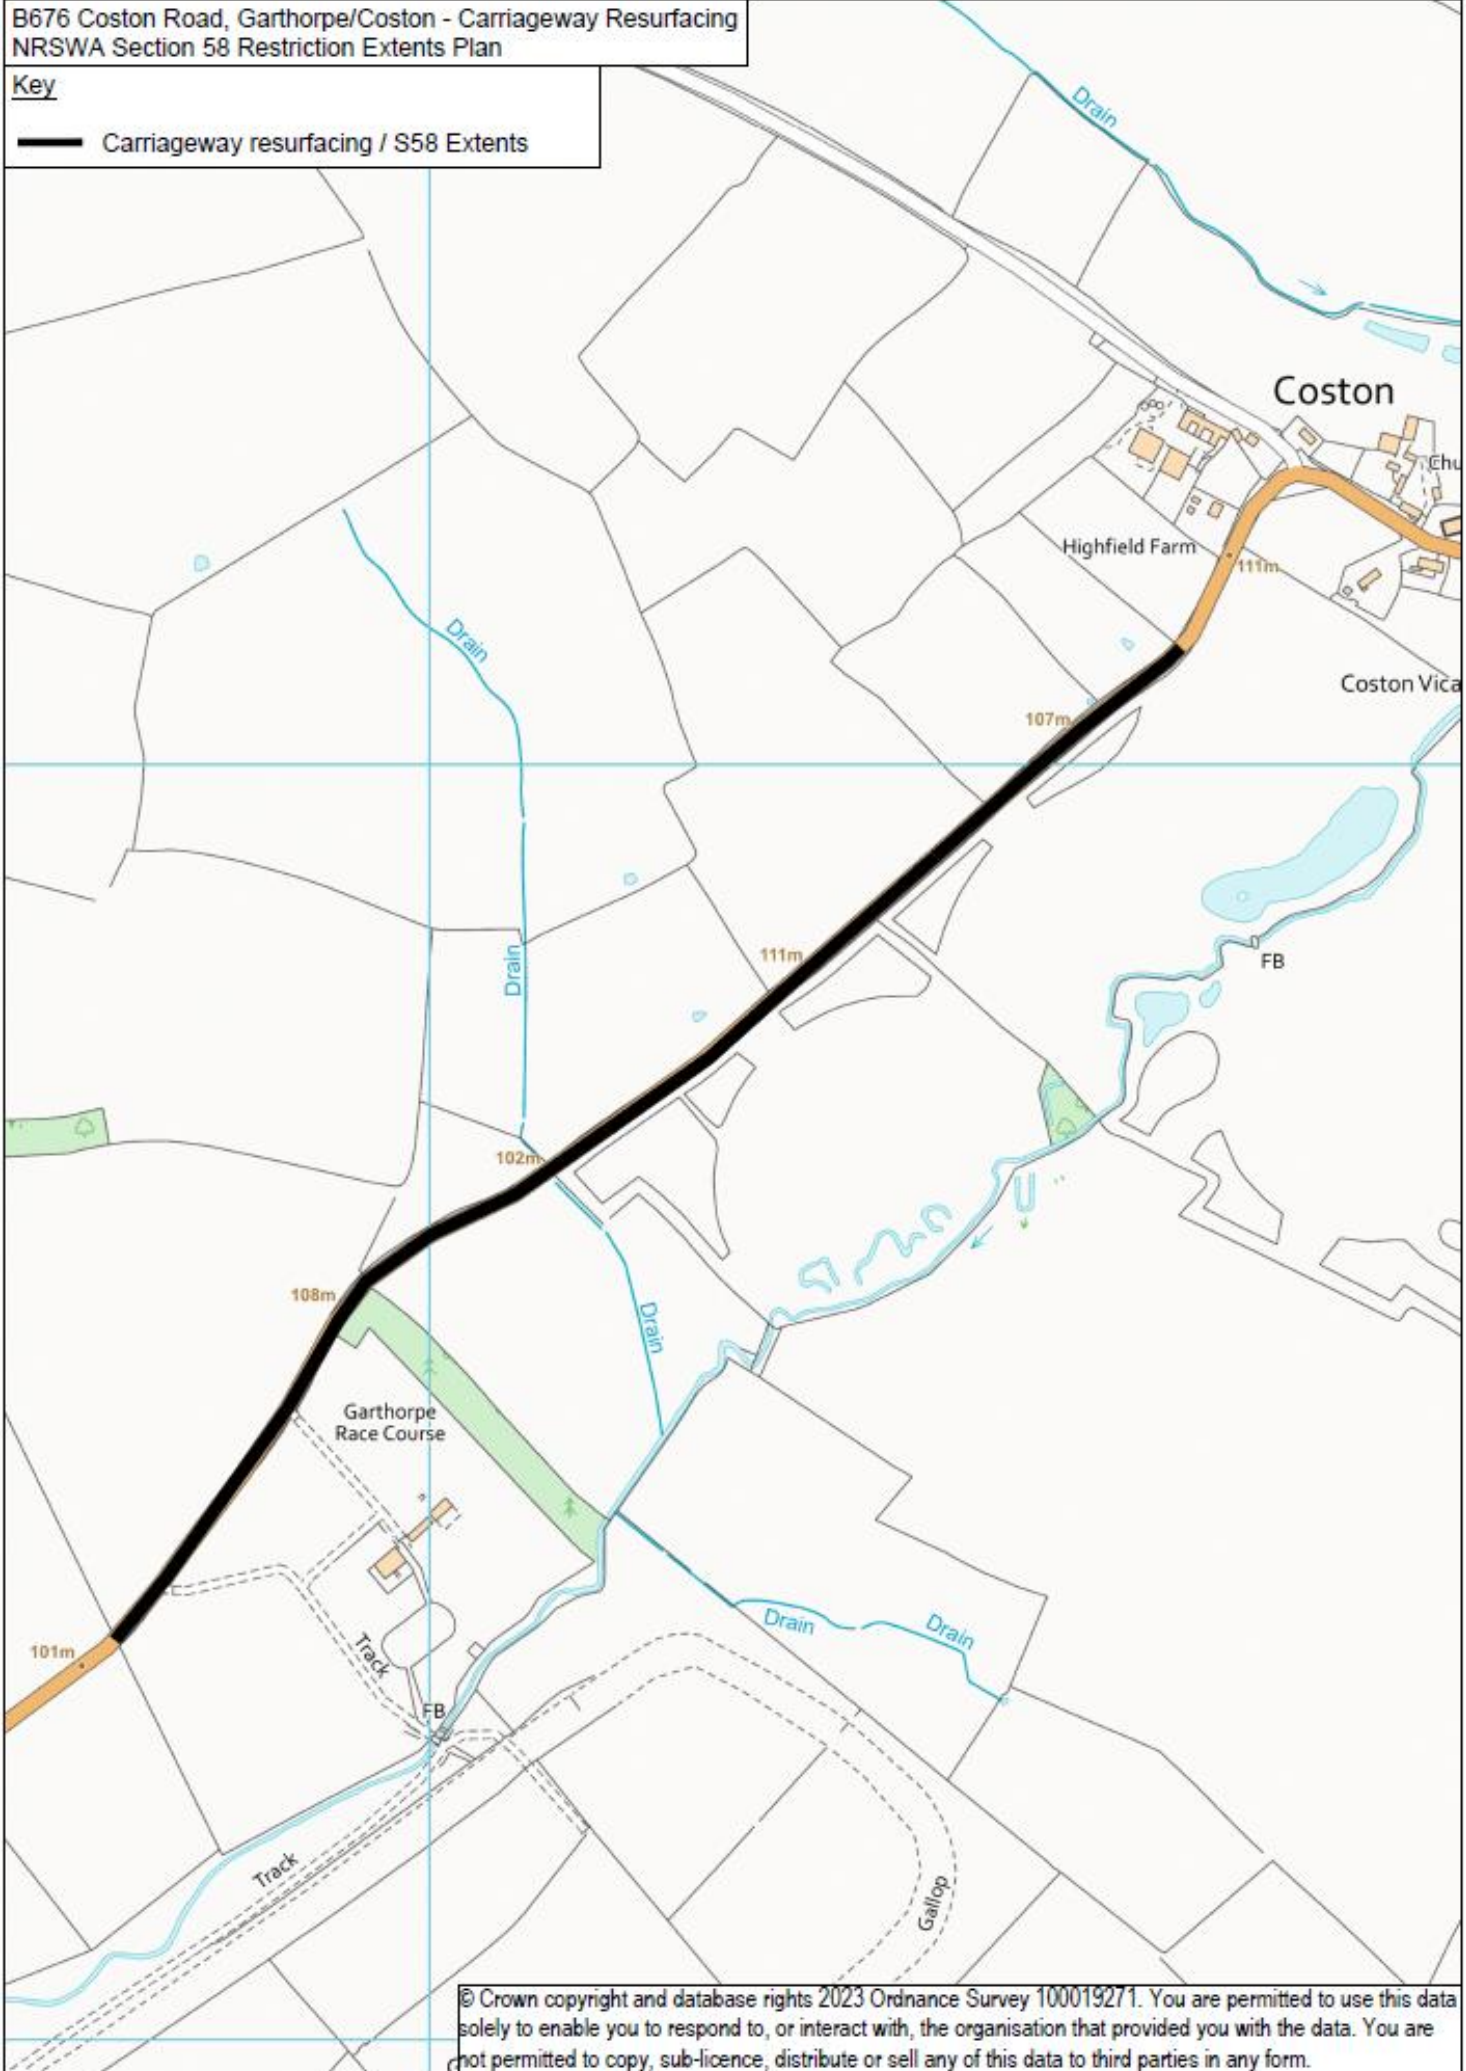 B676 Coston Road, Garthorpe/Coston - Carriageway Resurfacing
NRSWA Section 58 Restriction Extents Plan
Key
Carriageway resurfacing / S58 Extents
Drain
Coston
Chu
Highfield Farm
111m
Drain
Coston Vica
107m
111m
FB
Drain
102m
108m
Drain
Garthorpe
Race Course
Drain
Drain
101m
Track
FB
Track
Gallop
© Crown copyright and database rights 2023 Ordnance Survey 100019271. You are permitted to use this data
solely to enable you to respond to, or interact with, the organisation that provided you with the data. You are
not permitted to copy, sub-licence, distribute or sell any of this data to third parties in any form.